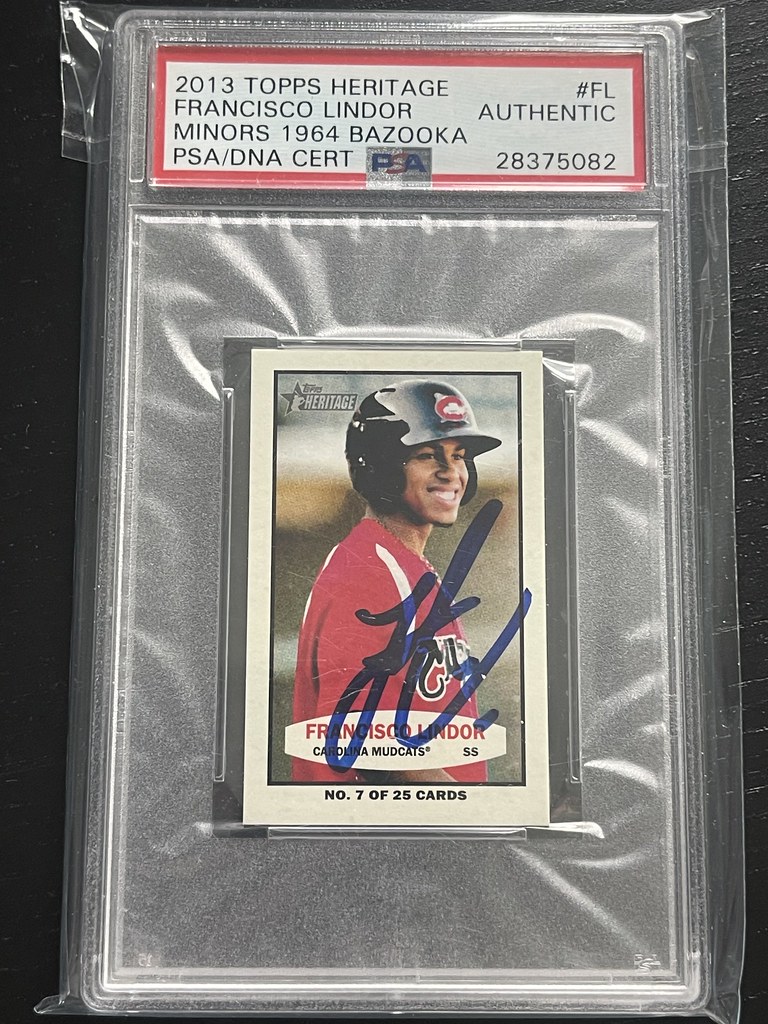 2013 TOPPS HERITAGE #FL
FRANCISCO LINDOR AUTHENTIC
MINORS 1964 BAZOOKA
PSA/DNA CERT PSA 28375082
Topps
HERITAGE
C
FRANCISCO LINDOR
CAROLINA MUDCATS® SS
NO. 7 OF 25 CARDS